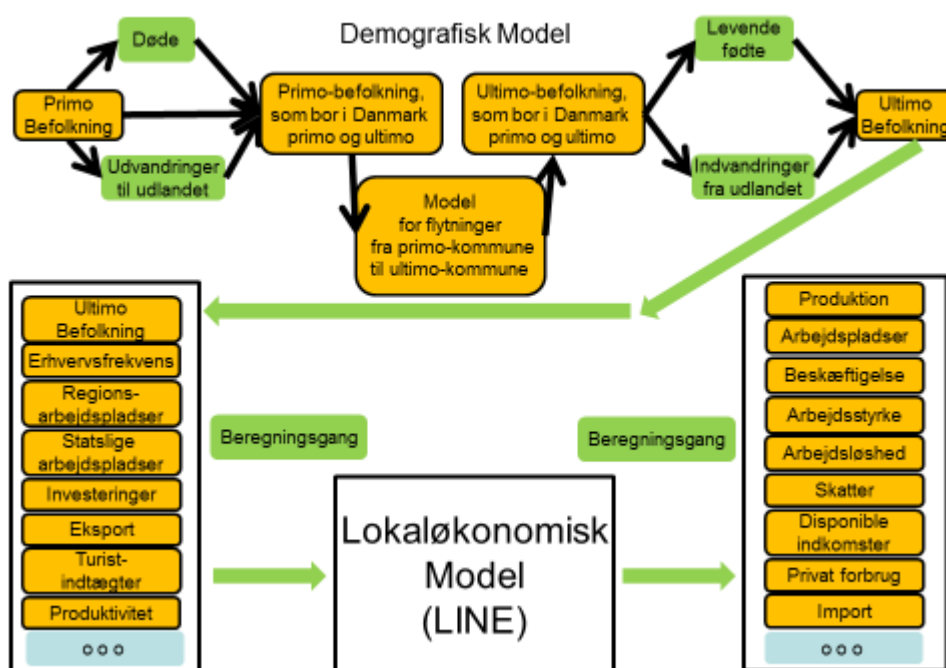 Demografisk Model
Døde
Primo
Befolkning
Udvandringer
til udlandet
Primo-befolkning,
som bor i Danmark
primo og ultimo
Model
for flytninger
fra primo-kommune
til ultimo-kommune
Ultimo-befolkning,
som bor i Danmark
primo og ultimo
Levende
fødte
Indvandringer
fra udlandet
Ultimo
Befolkning
Ultimo
Befolkning
Erhvervsfrekvens
Regions-
arbejdspladser
Statslige
arbejdspladser
Investeringer
Eksport
Turist-
indtægter
Produktivitet
o o o
Beregningsgang
Lokaløkonomisk
Model
(LINE)
Beregningsgang
Produktion
Arbejdspladser
Beskæftigelse
Arbejdsstyrke
Arbejdsløshed
Skatter
Disponible
indkomster
Privat forbrug
Import
o o o